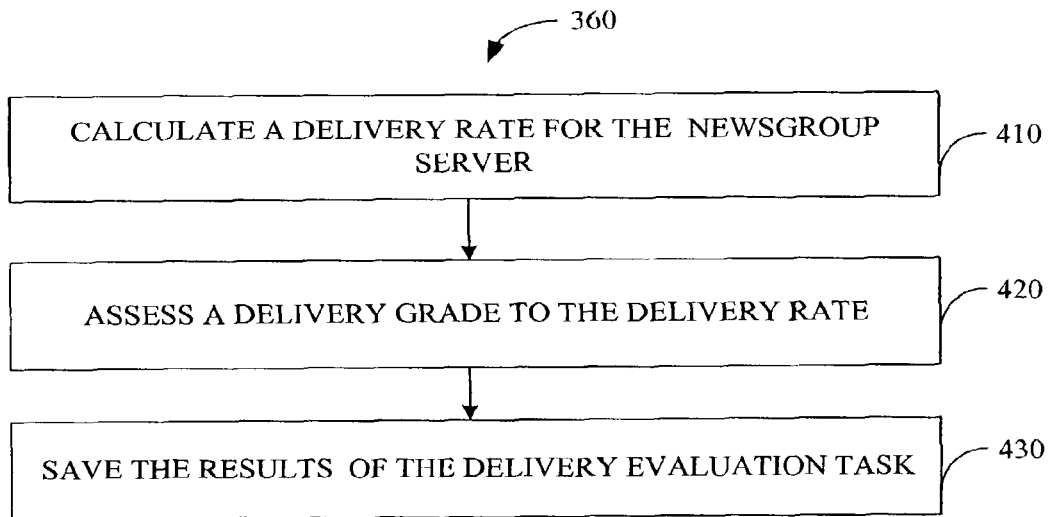 360
CALCULATE A DELIVERY RATE FOR THE NEWSGROUP
SERVER
410
ASSESS A DELIVERY GRADE TO THE DELIVERY RATE
420
SAVE THE RESULTS OF THE DELIVERY EVALUATION TASK
430